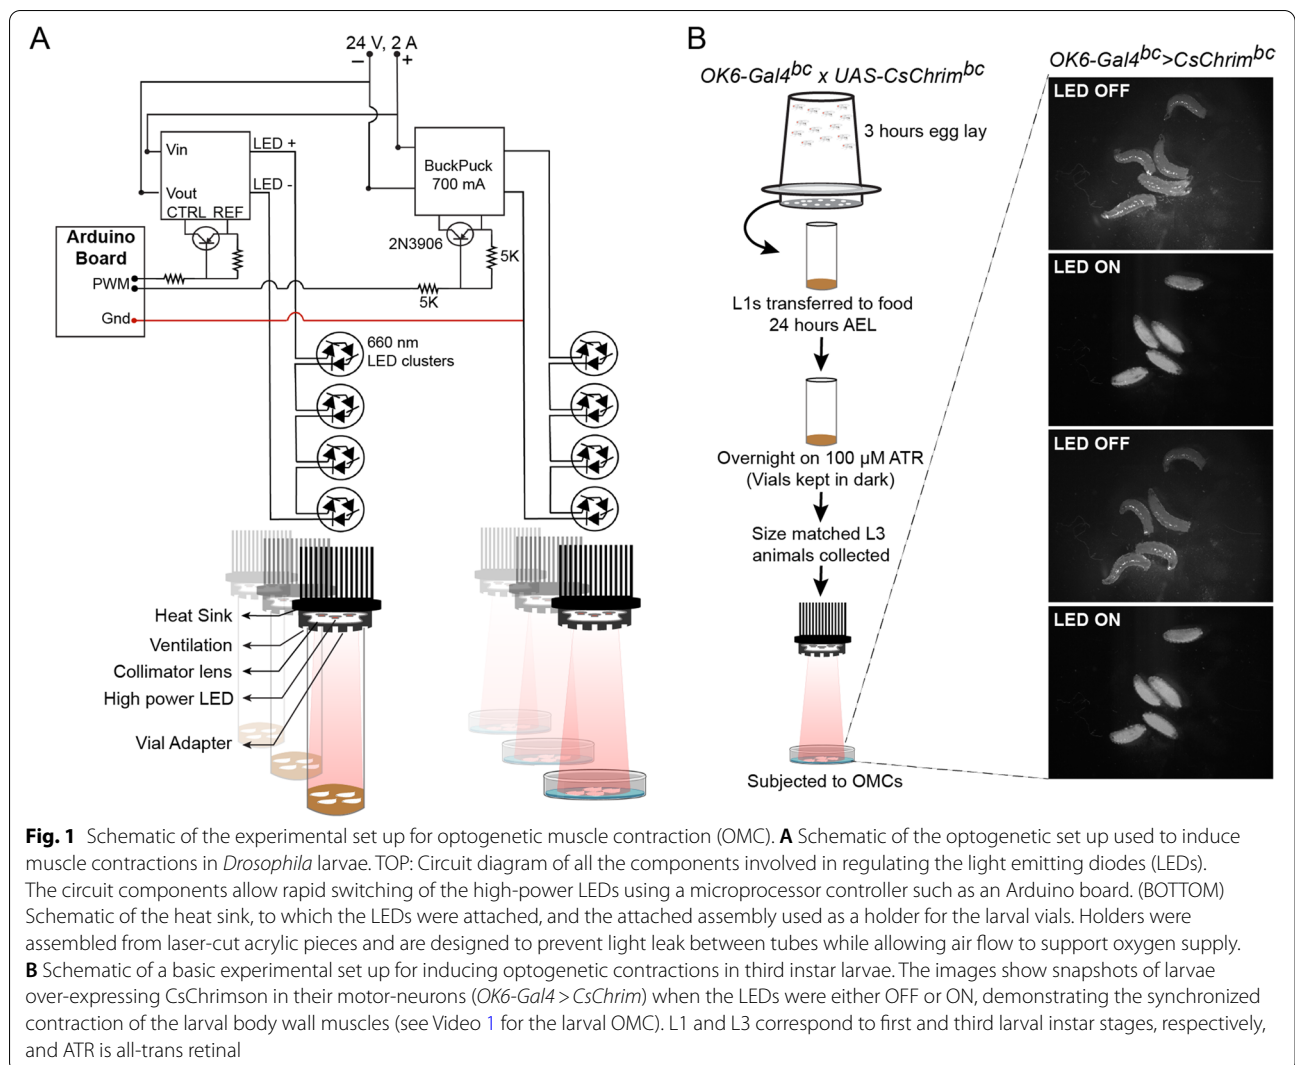 A
24 V, 2 A
– +
Vin
Vout
CTRL REF
LED +
LED -
BuckPuck
700 mA
2N3906
5K
5K
Arduino
Board
PWM
Gnd
660 nm
LED clusters
Heat Sink
Ventilation
Collimator lens
High power LED
Vial Adapter
B
OK6-Gal4bc x UAS-CsChrimbc
3 hours egg lay
L1s transferred to food
24 hours AEL
Overnight on 100 µM ATR
(Vials kept in dark)
Size matched L3
animals collected
Subjected to OMCs
OK6-Gal4bc>CsChrimbc
LED OFF
LED ON
LED OFF
LED ON
Fig. 1 Schematic of the experimental set up for optogenetic muscle contraction (OMC). A Schematic of the optogenetic set up used to induce
muscle contractions in Drosophila larvae. TOP: Circuit diagram of all the components involved in regulating the light emitting diodes (LEDs).
The circuit components allow rapid switching of the high-power LEDs using a microprocessor controller such as an Arduino board. (BOTTOM)
Schematic of the heat sink, to which the LEDs were attached, and the attached assembly used as a holder for the larval vials. Holders were
assembled from laser-cut acrylic pieces and are designed to prevent light leak between tubes while allowing air flow to support oxygen supply.
B Schematic of a basic experimental set up for inducing optogenetic contractions in third instar larvae. The images show snapshots of larvae
over-expressing CsChrimson in their motor-neurons (OK6-Gal4 > CsChrim) when the LEDs were either OFF or ON, demonstrating the synchronized
contraction of the larval body wall muscles (see Video 1 for the larval OMC). L1 and L3 correspond to first and third larval instar stages, respectively,
and ATR is all-trans retinal